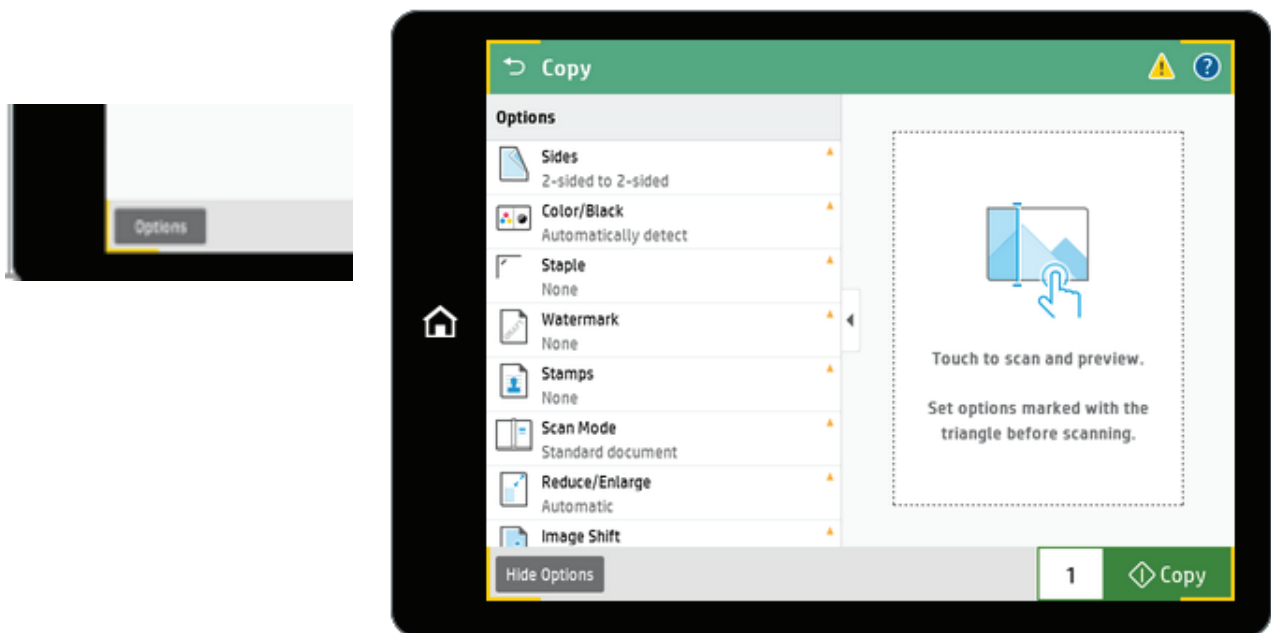 Options
Copy
Options
Sides
2-sided to 2-sided
Color/Black
Automatically detect
Staple
None
Watermark
None
Stamps
None
Scan Mode
Standard document
Reduce/Enlarge
Automatic
Image Shift
Touch to scan and preview.
Set options marked with the
triangle before scanning.
Hide Options
1
Copy